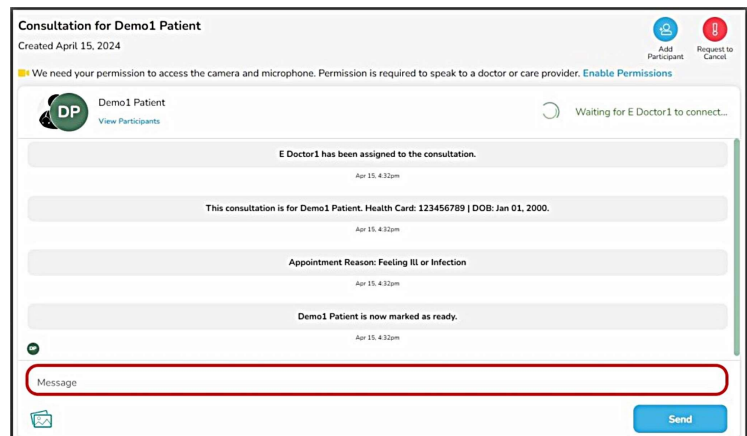 Consultation for Demo1 Patient
Created April 15, 2024
Add
Participant
Request to
Cancel
We need your permission to access the camera and microphone. Permission is required to speak to a doctor or care provider. Enable Permissions
DP
Demo1 Patient
View Participants
Waiting for E Doctor1 to connect...
E Doctor1 has been assigned to the consultation.
Apr 15, 4:32pm
This consultation is for Demo1 Patient. Health Card: 123456789 | DOB: Jan 01, 2000.
Apr 15, 4:32pm
Appointment Reason: Feeling Ill or Infection
Apr 15, 4:32pm
Demo1 Patient is now marked as ready.
Apr 15, 4:32pm
DP
Message
Send